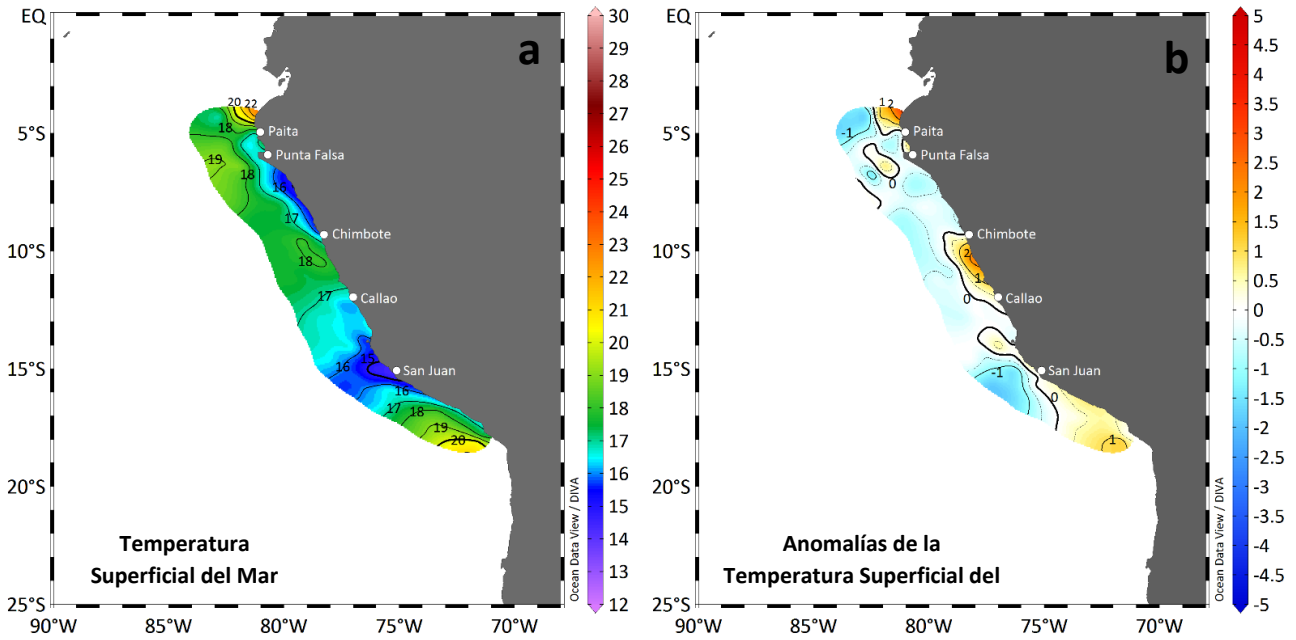 a
EQ
5°S
10°S
15°S
20°S
25°S
90°W
85°W
80°W
75°W
70°W
20
22
18
19
18
16
17
18
17
15
16
16
17
18
19
20
Paita
Punta Falsa
Chimbote
Callao
San Juan
Temperatura
Superficial del Mar
Ocean Data View / DIVA
30
29
28
27
26
25
24
23
22
21
20
19
18
17
16
15
14
13
12
b
EQ
5°S
10°S
15°S
20°S
25°S
90°W
85°W
80°W
75°W
70°W
1
2
-1
0
2
1
0
-1
0
1
Paita
Punta Falsa
Chimbote
Callao
San Juan
Anomalías de la
Temperatura Superficial del
Ocean Data View / DIVA
5
4.5
4
3.5
3
2.5
2
1.5
1
0.5
0
-0.5
-1
-1.5
-2
-2.5
-3
-3.5
-4
-4.5
-5